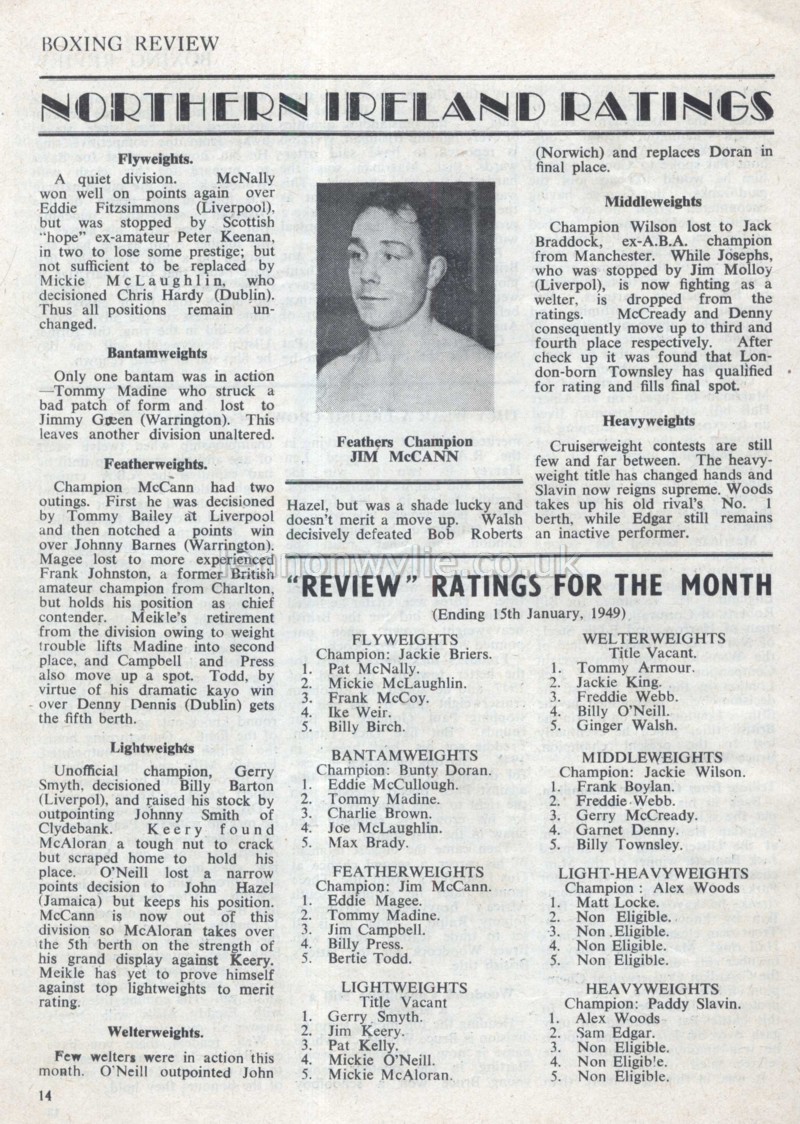 BOXING REVIEW
NORTHERN IRELAND RATINGS
Flyweights.
A quiet division. McNally
won well on points again over
Eddie Fitzsimmons (Liverpool),
but was stopped by Scottish
"hope" ex-amateur Peter Keenan,
in two to lose some prestige; but
not sufficient to be replaced by
Mickie McLaughlin, who
decisioned Chris Hardy (Dublin).
Thus all positions remain un-
changed.
Bantamweights
Only one bantam was in action
—Tommy Madine who struck a
bad patch of form and lost to
Jimmy Green (Warrington). This
leaves another division unaltered.
Featherweights.
Champion McCann had two
outings. First he was decisioned
by Tommy Bailey at Liverpool
and then notched a points win
over Johnny Barnes (Warrington).
Magee lost to more experienced
Frank Johnston, a former British
amateur champion from Charlton,
but holds his position as chief
contender. Meikle's retirement
from the division owing to weight
trouble lifts Madine into second
place, and Campbell and Press
also move up a spot. Todd, by
virtue of his dramatic kayo win
over Denny Dennis (Dublin) gets
the fifth berth.
Lightweights
Unofficial champion, Gerry
Smyth, decisioned Billy Barton
(Liverpol), and raised his stock by
outpointing Johnny Smith of
Clydebank. Keery found
McAloran a tough nut to crack
but scraped home to hold his
place. O'Neill lost a narrow
points decision to John Hazel
(Jamaica) but keeps his position.
McCann is now out of this
division so McAloran takes over
the 5th berth on the strength of
his grand display against Keery.
Meikle has yet to prove himself
against top lightweights to merit
rating.
Welterweights.
Few welters were in action this
month. O'Neill outpointed John
14
Feathers Champion
JIM McCANN
Hazel, but was a shade lucky and
doesn't merit a move up. Walsh
decisively defeated Bob Roberts
(Norwich) and replaces Doran in
final place.
Middleweights
Champion Wilson lost to Jack
Braddock, ex-A.B.A. champion
from Manchester. While Josephs,
who was stopped by Jim Molloy
(Liverpol), is now fighting as a
welter, is dropped from the
ratings. McCready and Denny
consequently move up to third and
fourth place respectively. After
check up it was found that Lon-
don-born Townsley has qualified
for rating and fills final spot.
Heavyweights
Cruiserweight contests are still
few and far between. The heavy-
weight title has changed hands and
Slavin now reigns supreme. Woods
takes up his old rival's No. 1
berth, while Edgar still remains
an inactive performer.
"REVIEW" RATINGS FOR THE MONTH
(Ending 15th January, 1949)
FLYWEIGHTS
Champion: Jackie Briers.
1. Pat McNally.
2. Mickie McLaughlin.
3. Frank McCoy.
4. Ike Weir.
5. Billy Birch.
BANTAMWEIGHTS
Champion: Bunty Doran.
1. Eddie McCullough.
2. Tommy Madine.
3. Charlie Brown.
4. Joe McLaughlin.
5. Max Brady.
FEATHERWEIGHTS
Champion: Jim McCann.
1. Eddie Magee.
2. Tommy Madine.
3. Jim Campbell.
4. Billy Press.
5. Bertie Todd.
LIGHTWEIGHTS
Title Vacant
1. Gerry Smyth.
2. Jim Keery.
3. Pat Kelly.
4. Mickie O'Neill.
5. Mickie McAloran.
WELTERWEIGHTS
Title Vacant.
1. Tommy Armour.
2. Jackie King.
3. Freddie Webb.
4. Billy O'Neill.
5. Ginger Walsh.
MIDDLEWEIGHTS
Champion: Jackie Wilson.
1. Frank Boylan.
2. Freddie Webb.
3. Gerry McCready.
4. Garnet Denny.
5. Billy Townsley.
LIGHT-HEAVYWEIGHTS
Champion : Alex Woods
1. Matt Locke.
2. Non Eligible.
3. Non Eligible.
4. Non Eligible.
5. Non Eligible.
HEAVYWEIGHTS
Champion: Paddy Slavin.
1. Alex Woods
2. Sam Edgar.
3. Non Eligible.
4. Non Eligible.
5. Non Eligible.